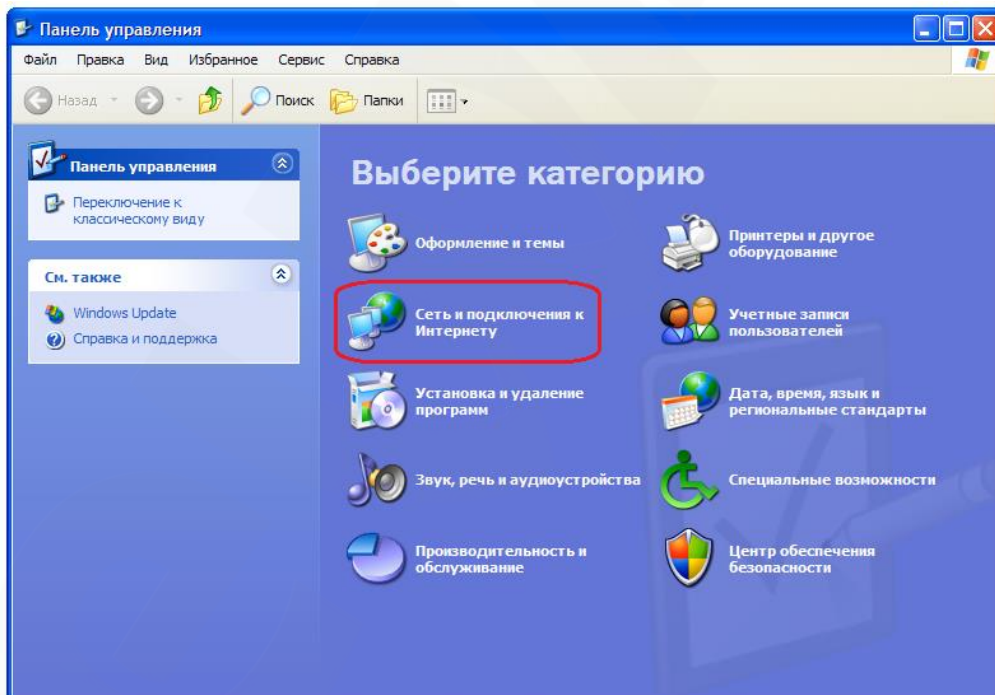 Панель управления
Файл Правка Вид Избранное Сервис Справка
Назад Поиск Папки
Панель управления
Переключение к
классическому виду
См. также
Windows Update
Справка и поддержка
Выберите категорию
Оформление и темы
Принтеры и другое
оборудование
Сеть и подключения к
Интернету
Учетные записи
пользователей
Установка и удаление
программ
Дата, время, язык и
региональные стандарты
Звук, речь и аудиоустройства
Специальные возможности
Производительность и
обслуживание
Центр обеспечения
безопасности